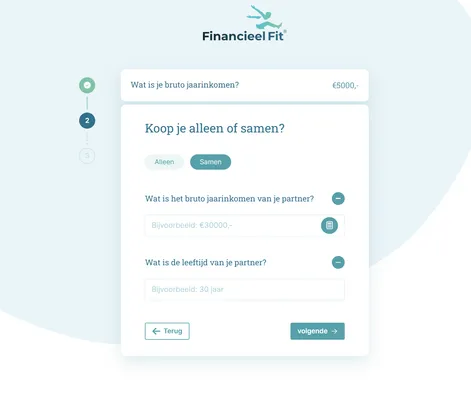 Financieel Fit®
Wat is je bruto jaarinkomen?
€5000,-
2
3
Koop je alleen of samen?
Alleen
Samen
Wat is het bruto jaarinkomen van je partner?
Bijvoorbeeld: €30000,-
Wat is de leeftijd van je partner?
Bijvoorbeeld: 30 jaar
Terug
volgende